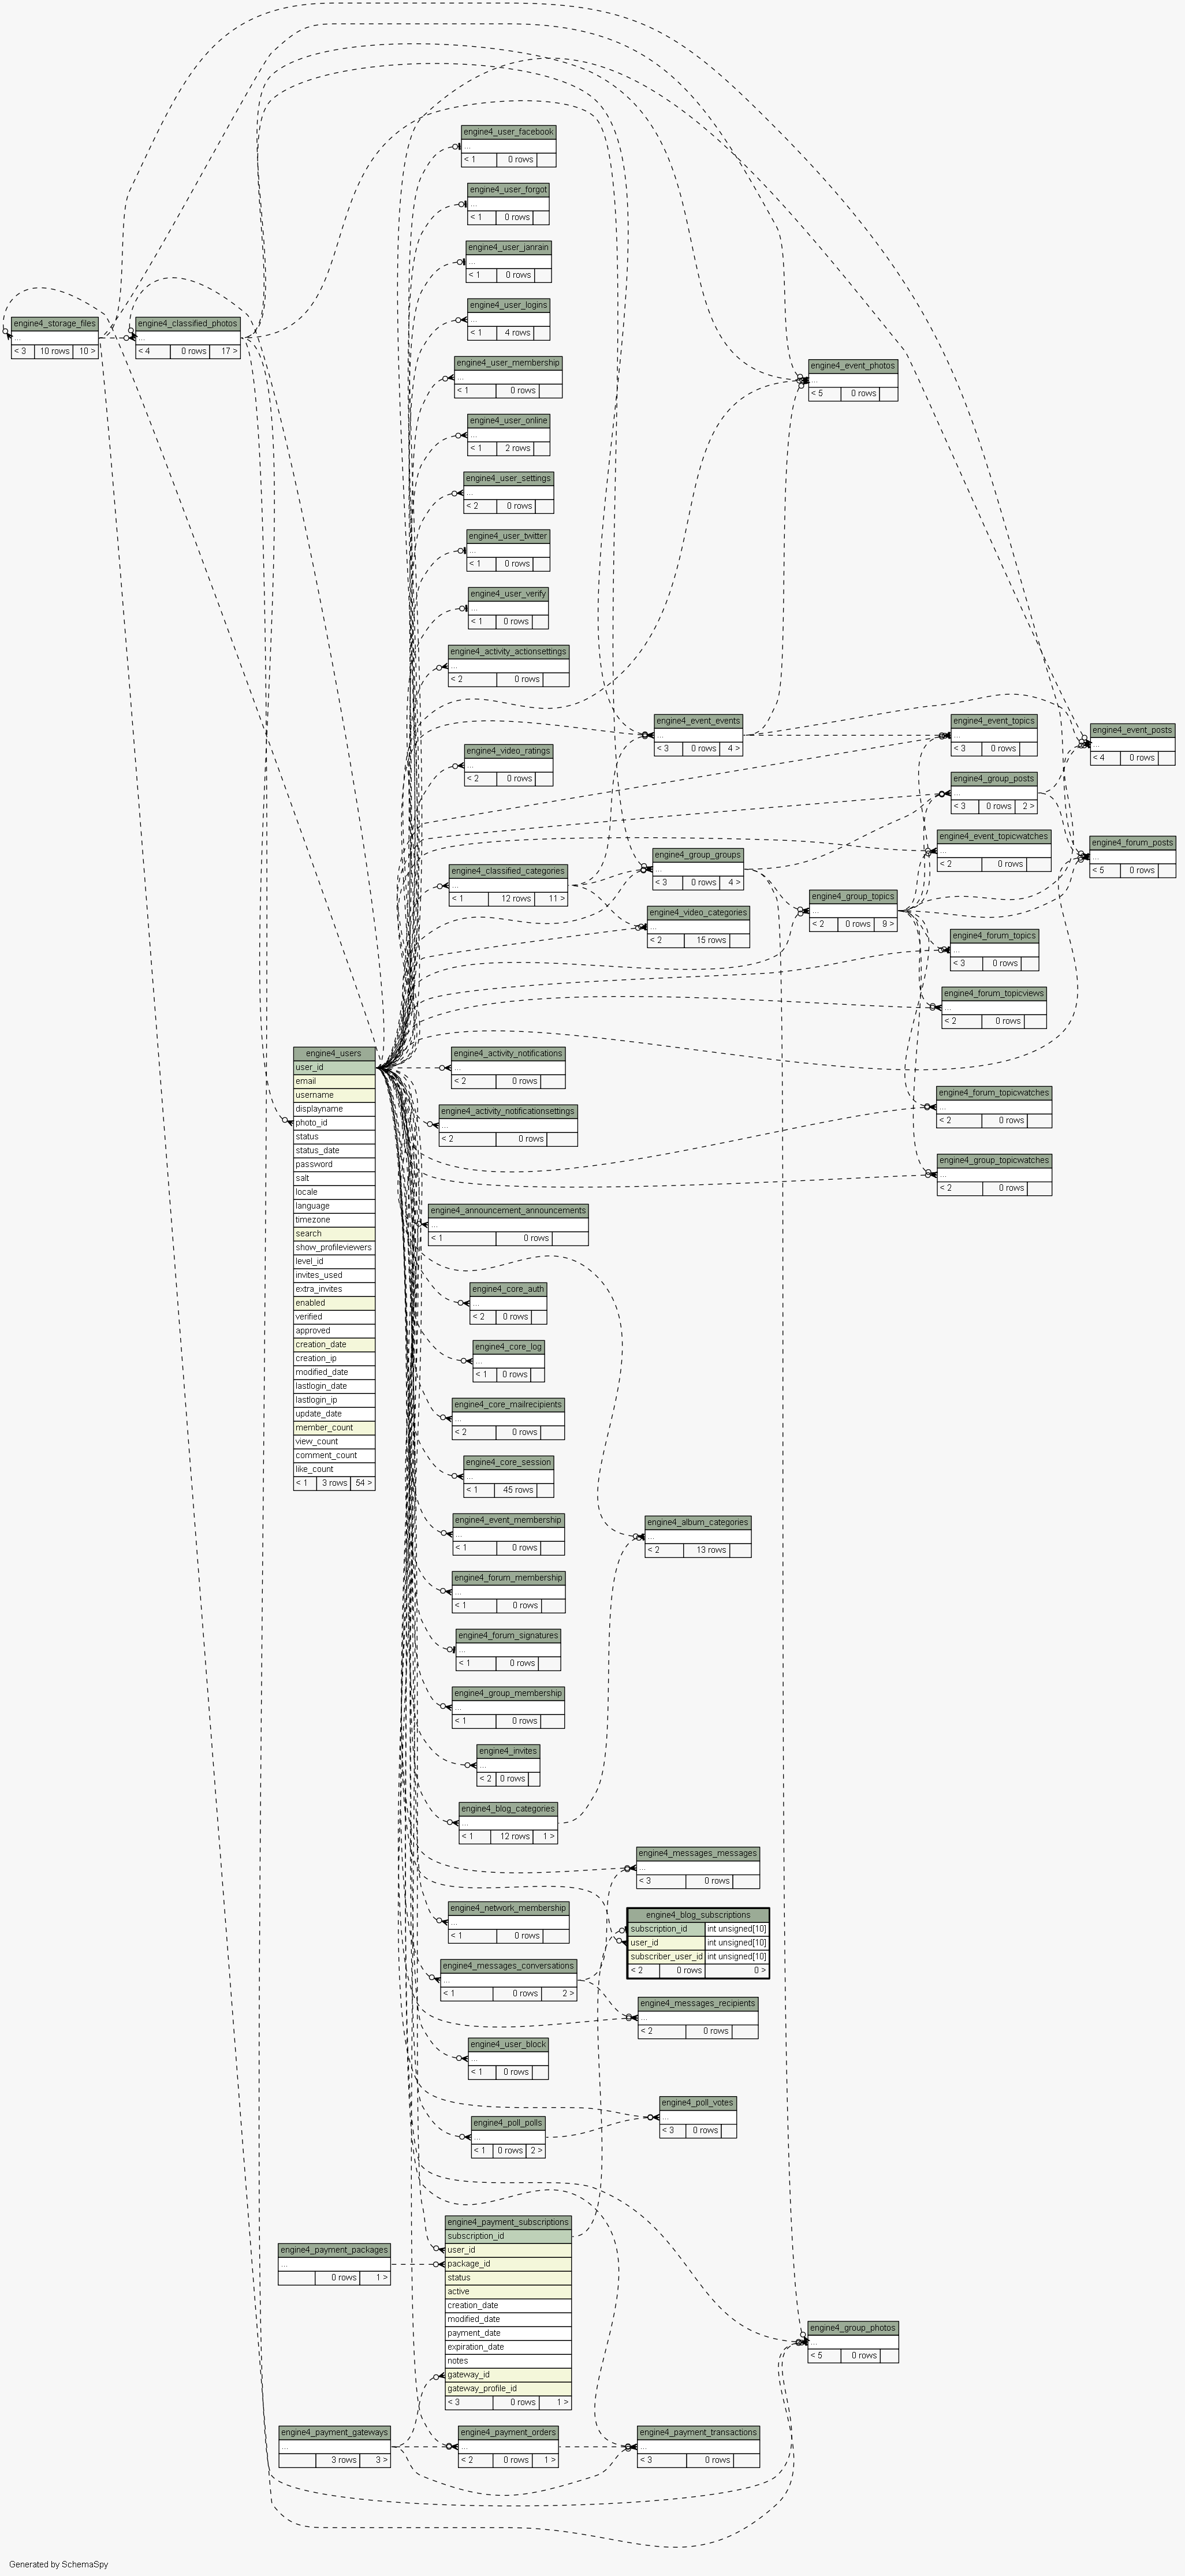 engine4_user_facebook
...
< 1 0 rows
engine4_user_forgot
...
< 1 0 rows
engine4_user_janrain
...
< 1 0 rows
engine4_user_logins
...
< 1 4 rows
engine4_storage_files
...
< 3 10 rows 10 >
engine4_classified_photos
...
< 4 0 rows 17 >
engine4_user_membership
...
< 1 0 rows
engine4_event_photos
...
< 5 0 rows
engine4_user_online
...
< 1 2 rows
engine4_user_settings
...
< 2 0 rows
engine4_user_twitter
...
< 1 0 rows
engine4_user_verify
...
< 1 0 rows
engine4_activity_actionsettings
...
< 2 0 rows
engine4_event_events
...
< 3 0 rows 4 >
engine4_event_topics
...
< 3 0 rows
engine4_event_posts
...
< 4 0 rows
engine4_video_ratings
...
< 2 0 rows
engine4_group_posts
...
< 3 0 rows 2 >
engine4_event_topicwatches
...
< 2 0 rows
engine4_forum_posts
...
< 5 0 rows
engine4_classified_categories
...
< 1 12 rows 11 >
engine4_group_groups
...
< 3 0 rows 4 >
engine4_group_topics
...
< 2 0 rows 9 >
engine4_video_categories
...
< 2 15 rows
engine4_forum_topics
...
< 3 0 rows
engine4_forum_topicviews
...
< 2 0 rows
engine4_users
user_id
email
username
displayname
photo_id
status
status_date
password
salt
locale
language
timezone
search
show_profileviewers
level_id
invites_used
extra_invites
enabled
verified
approved
creation_date
creation_ip
modified_date
lastlogin_date
lastlogin_ip
update_date
member_count
view_count
comment_count
like_count
< 1 3 rows 54 >
engine4_activity_notifications
...
< 2 0 rows
engine4_activity_notificationsettings
...
< 2 0 rows
engine4_forum_topicwatches
...
< 2 0 rows
engine4_group_topicwatches
...
< 2 0 rows
engine4_announcement_announcements
...
< 1 0 rows
engine4_core_auth
...
< 2 0 rows
engine4_core_log
...
< 1 0 rows
engine4_core_mailrecipients
...
< 2 0 rows
engine4_core_session
...
< 1 45 rows
engine4_event_membership
...
< 1 0 rows
engine4_album_categories
...
< 2 13 rows
engine4_forum_membership
...
< 1 0 rows
engine4_forum_signatures
...
< 1 0 rows
engine4_group_membership
...
< 1 0 rows
engine4_invites
...
< 2 0 rows
engine4_blog_categories
...
< 1 12 rows 1 >
engine4_messages_messages
...
< 3 0 rows
engine4_network_membership
...
< 1 0 rows
engine4_blog_subscriptions
subscription_id int unsigned[10]
user_id int unsigned[10]
subscriber_user_id int unsigned[10]
< 2 0 rows 0 >
engine4_messages_conversations
...
< 1 0 rows 2 >
engine4_messages_recipients
...
< 2 0 rows
engine4_user_block
...
< 1 0 rows
engine4_poll_votes
...
< 3 0 rows
engine4_poll_polls
...
< 1 0 rows 2 >
engine4_payment_subscriptions
subscription_id
user_id
package_id
status
active
creation_date
modified_date
payment_date
expiration_date
notes
gateway_id
gateway_profile_id
< 3 0 rows 1 >
engine4_payment_packages
...
0 rows 1 >
engine4_group_photos
...
< 5 0 rows
engine4_payment_gateways
...
3 rows 3 >
engine4_payment_orders
...
< 2 0 rows 1 >
engine4_payment_transactions
...
< 3 0 rows
Generated by SchemaSpy